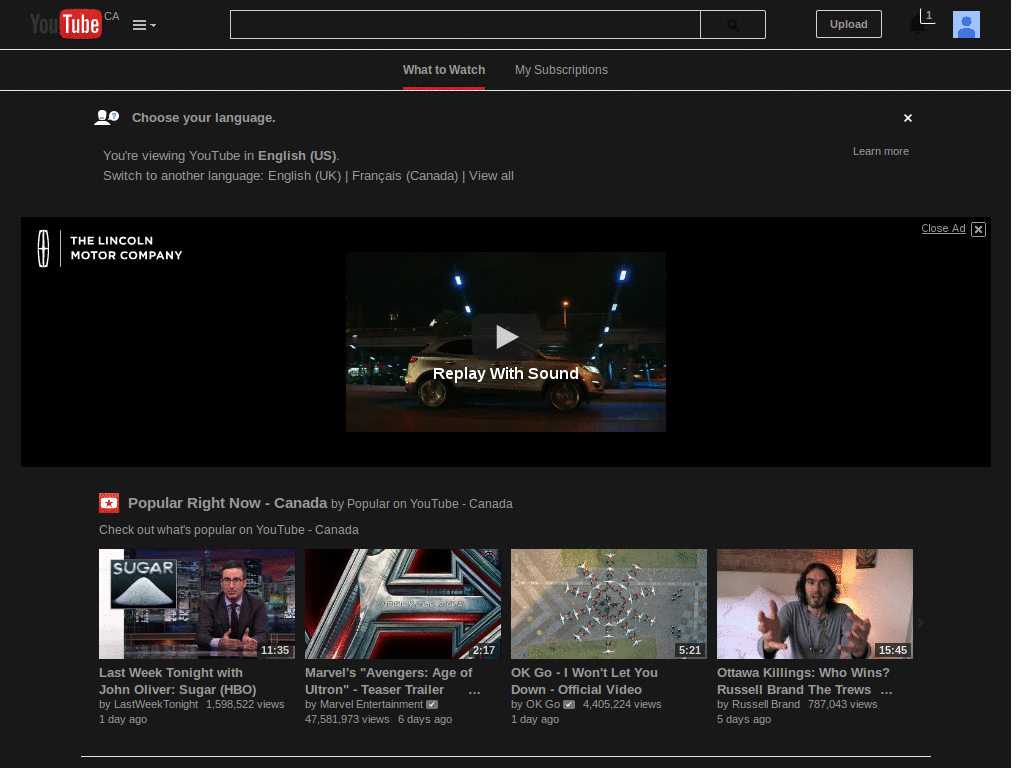 YouTube CA
Upload
1
What to Watch
My Subscriptions
Choose your language.
You're viewing YouTube in English (US).
Learn more
Switch to another language: English (UK) | Français (Canada) | View all
Close Ad
THE LINCOLN
MOTOR COMPANY
Replay With Sound
Popular Right Now - Canada by Popular on YouTube - Canada
Check out what's popular on YouTube - Canada
SUGAR
11:35
2:17
5:21
15:45
Last Week Tonight with
John Oliver: Sugar (HBO)
by LastWeekTonight 1,598,522 views
1 day ago
Marvel's "Avengers: Age of
Ultron" - Teaser Trailer ...
by Marvel Entertainment
47,581,973 views 6 days ago
OK Go - I Won't Let You
Down - Official Video
by OK Go 4,405,224 views
1 day ago
Ottawa Killings: Who Wins?
Russell Brand The Trews ...
by Russell Brand 787,043 views
5 days ago